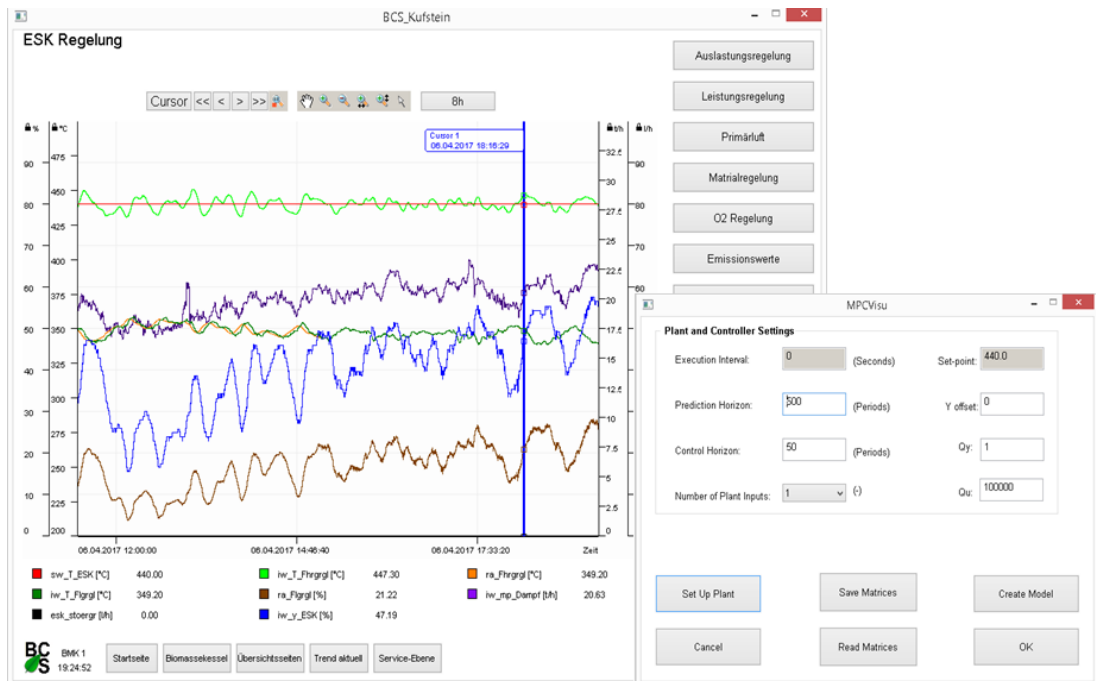 BCS_Kufstein
ESK Regelung
Cursor << < > >> 8h
% °C t/h l/h
Cursor 1
06.04.2017 18:16:29
90 475 32.5 90
450 30
80 425 27.5 80
25
70 400 22.5 70
60 375 20
50 350 17.5
40 325 15
12.5
30 300 10
275
20 250 7.5
10 225 5
2.5
0 200 0 0
06.04.2017 12:00:00 06.04.2017 14:46:40 06.04.2017 17:33:20 Zeit
sw_T_ESK [°C] 440.00 iw_T_Fhrgrgl [°C] 447.30 ra_Fhrgrgl [°C] 349.20
iw_T_Flgrgl [°C] 349.20 ra_Flgrgl [%] 21.22 iw_mp_Dampf [t/h] 20.63
esk_stoergr [l/h] 0.00 iw_y_ESK [%] 47.19
BCS BMK 1
19:24:52
Startseite Biomassekessel Übersichtsseiten Trend aktuell Service-Ebene
Auslastungsregelung
Leistungsregelung
Primärluft
Matrialregelung
O2 Regelung
Emissionswerte
MPCVisu
Plant and Controller Settings
Execution Interval: 0 (Seconds) Set-point: 440.0
Prediction Horizon: 500 (Periods) Y offset: 0
Control Horizon: 50 (Periods) Qy: 1
Number of Plant Inputs: 1 (-) Qu: 100000
Set Up Plant Save Matrices Create Model
Cancel Read Matrices OK